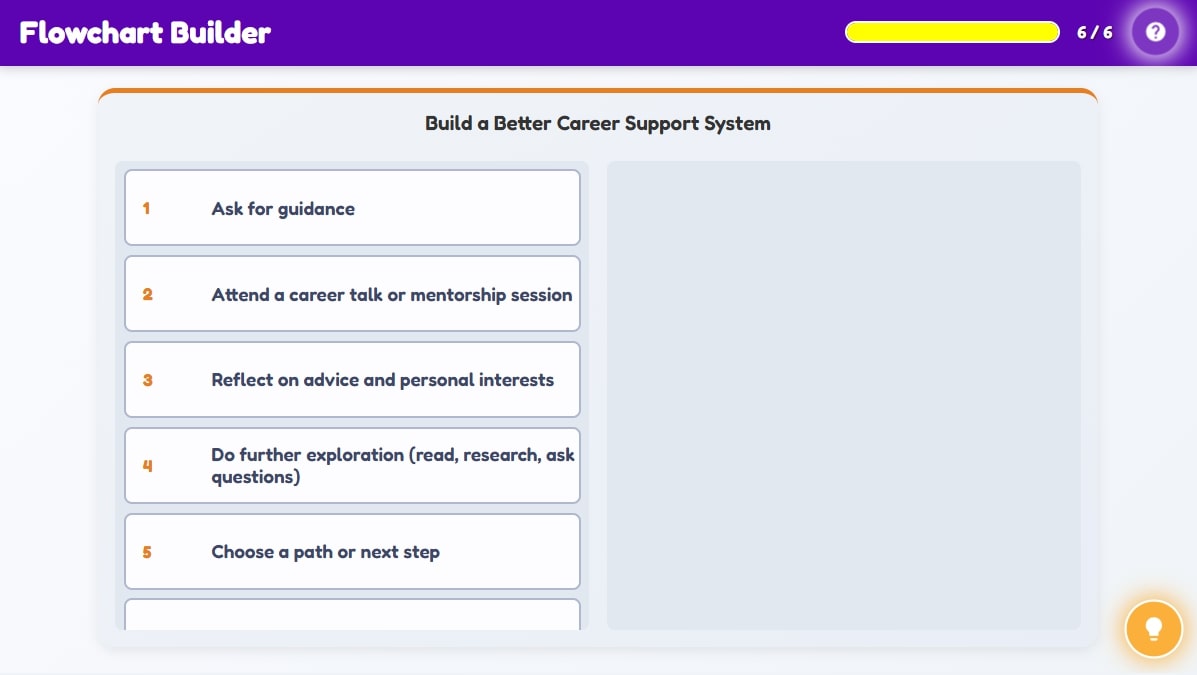 Flowchart Builder
6 / 6
?
Build a Better Career Support System
1 Ask for guidance
2 Attend a career talk or mentorship session
3 Reflect on advice and personal interests
4 Do further exploration (read, research, ask
questions)
5 Choose a path or next step